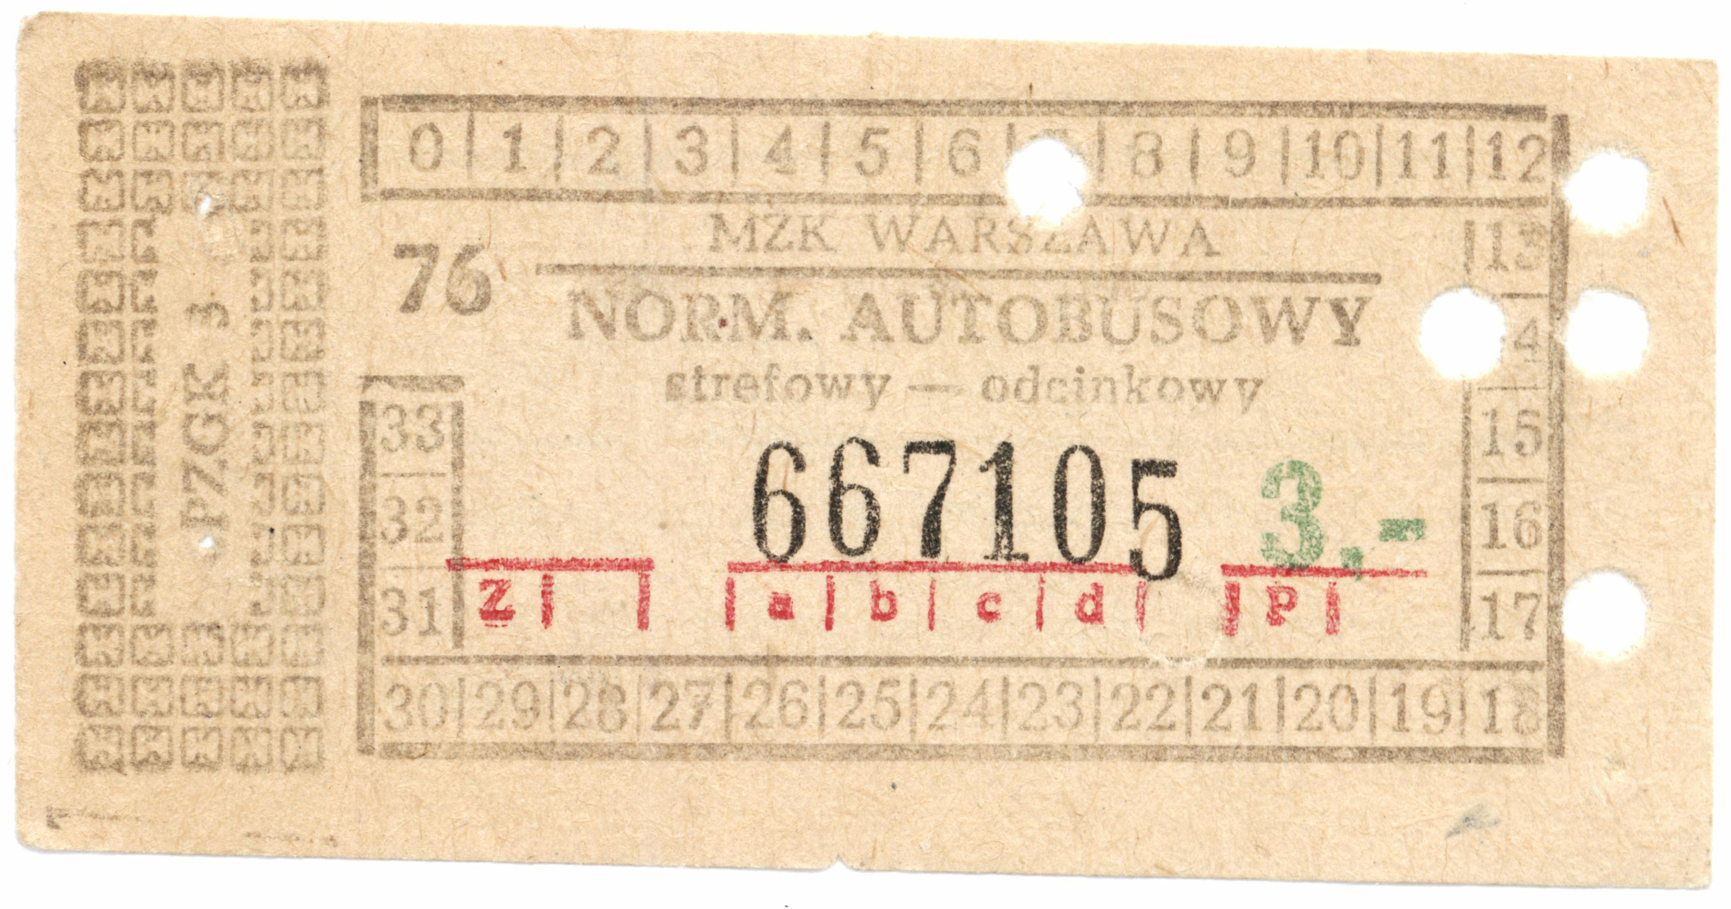 0 1 2 3 4 5 6 8 9 10 11 12
MZK WARSZAWA
13
76
NORM. AUTOBUSOWY
4
strefowy — odcinkowy
33
15
PZGK 3
667105 3,-
32
16
31
Z a b c d P
17
30 29 28 27 26 25 24 23 22 21 20 19 18